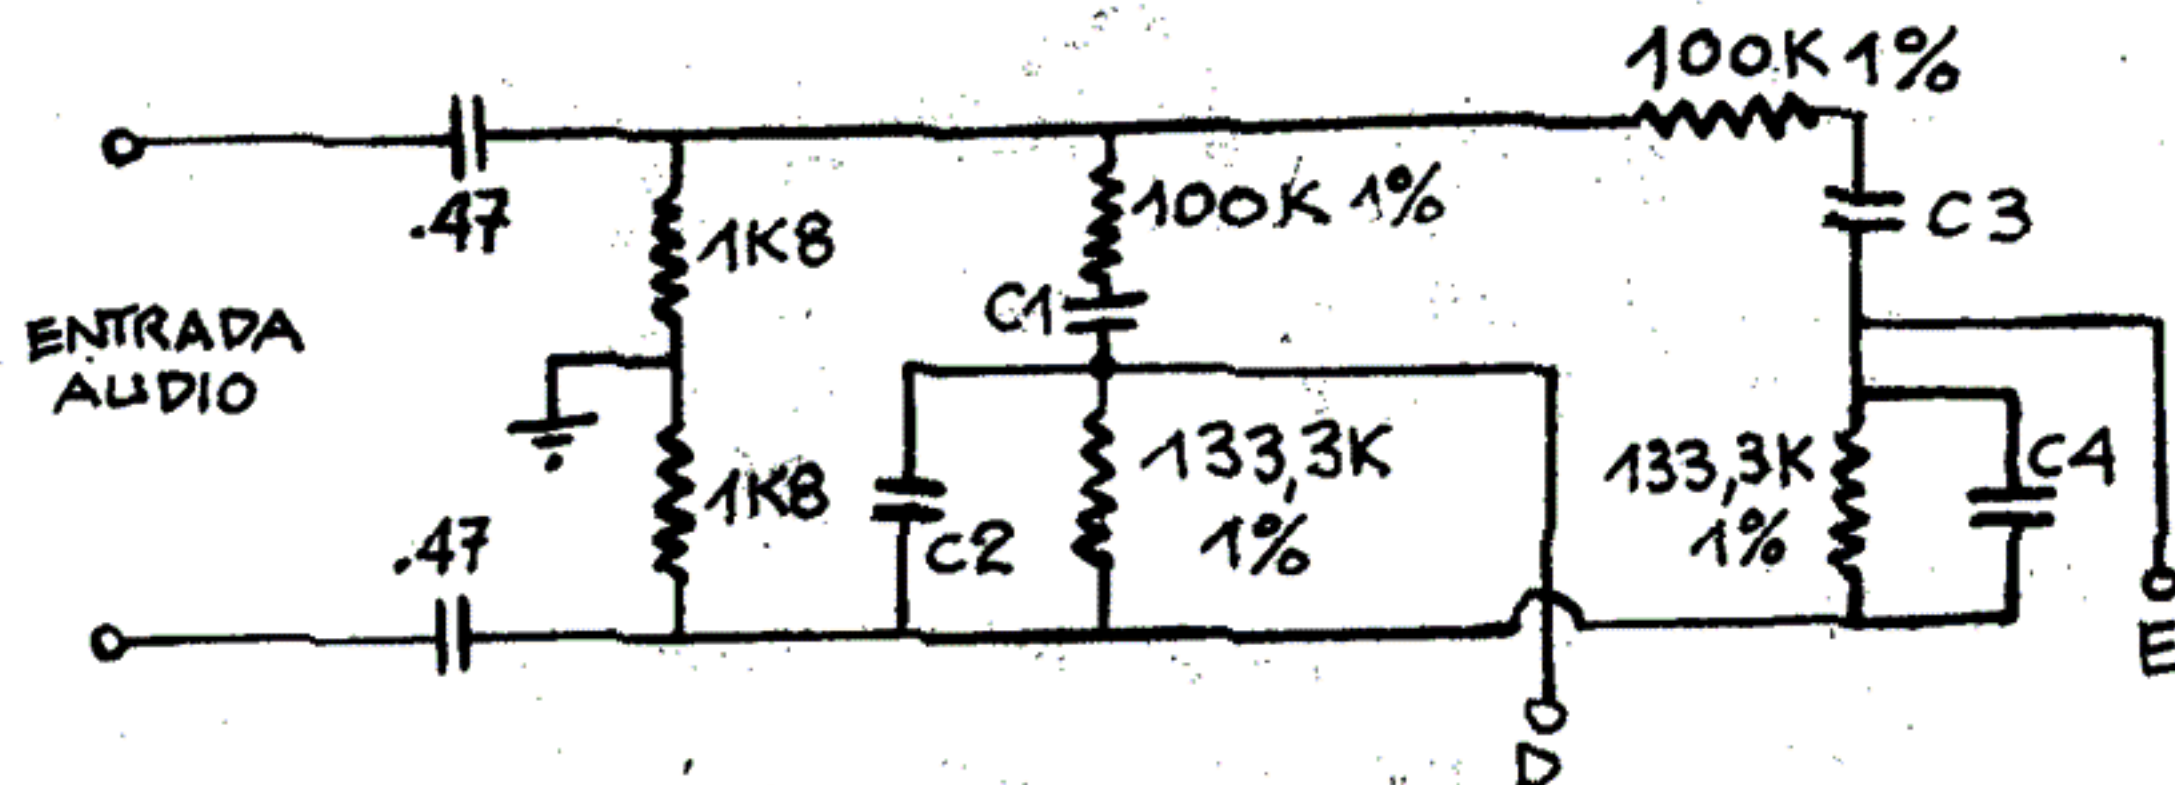 100K 1%
.47
1K8
100K 1%
C3
C1
ENTRADA
AUDIO
1K8
133,3K
1%
133,3K
1%
C4
.47
C2
E
D